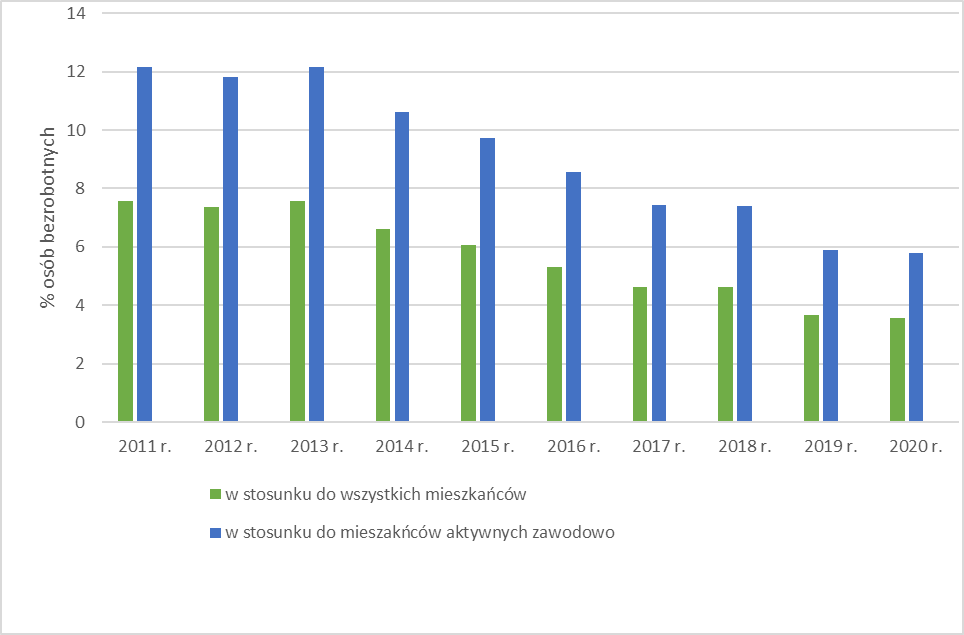 14
12
10
8
6
4
2
0
% osób bezrobotnych
2011 r. 2012 r. 2013 r. 2014 r. 2015 r. 2016 r. 2017 r. 2018 r. 2019 r. 2020 r.
w stosunku do wszystkich mieszkańców
w stosunku do mieszakńców aktywnych zawodowo